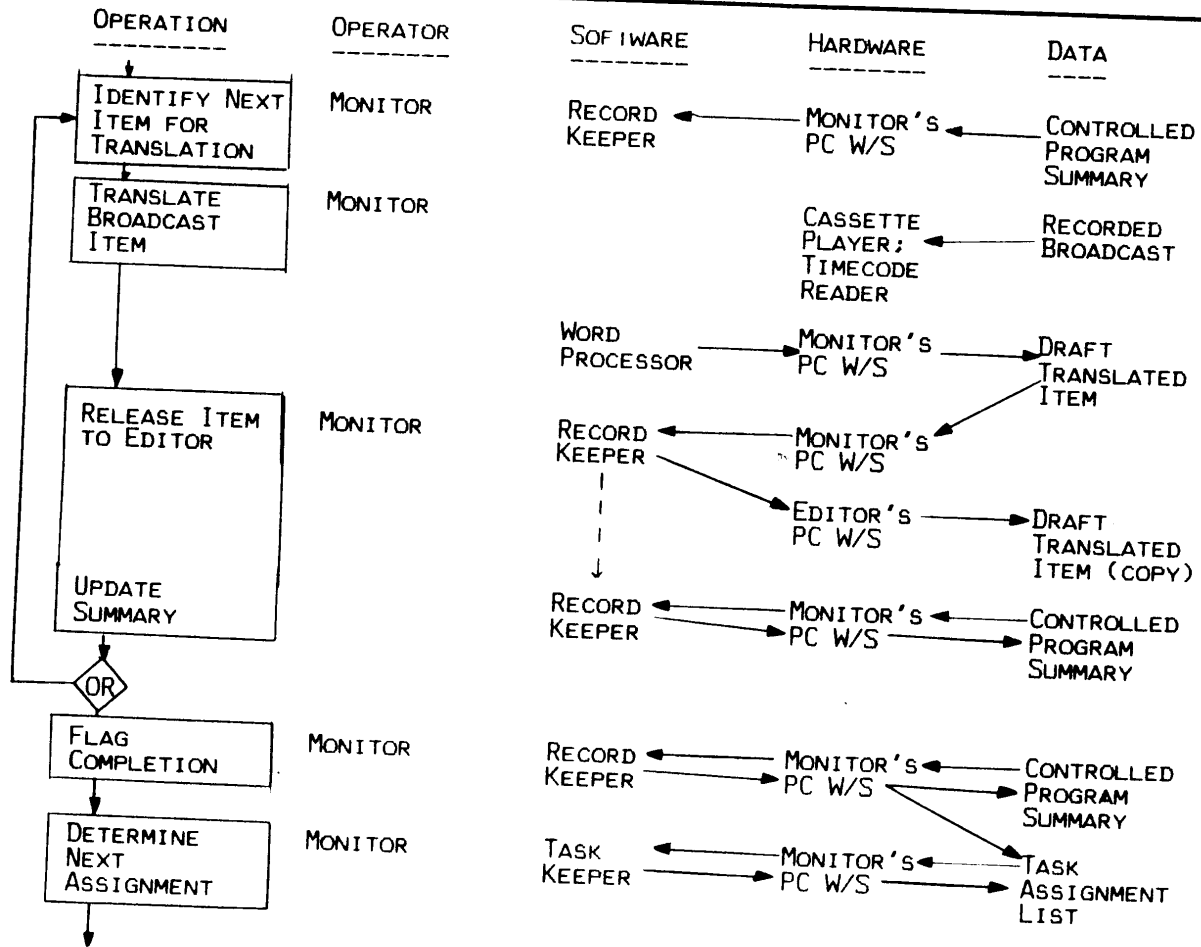 OPERATION OPERATOR SOFIWARE HARDWARE DATA
IDENTIFY NEXT
ITEM FOR
TRANSLATION
MONITOR
RECORD
KEEPER
MONITOR'S
PC W/S
CONTROLLED
PROGRAM
SUMMARY
TRANSLATE
BROADCAST
ITEM
MONITOR
CASSETTE
PLAYER;
TIMECODE
READER
RECORDED
BROADCAST
WORD
PROCESSOR
MONITOR'S
PC W/S
DRAFT
TRANSLATED
ITEM
RELEASE ITEM
TO EDITOR
MONITOR
RECORD
KEEPER
MONITOR'S
PC W/S
EDITOR'S
PC W/S
DRAFT
TRANSLATED
ITEM (COPY)
UPDATE
SUMMARY
RECORD
KEEPER
MONITOR'S
PC W/S
CONTROLLED
PROGRAM
SUMMARY
OR
FLAG
COMPLETION
MONITOR
RECORD
KEEPER
MONITOR'S
PC W/S
CONTROLLED
PROGRAM
SUMMARY
DETERMINE
NEXT
ASSIGNMENT
MONITOR
TASK
KEEPER
MONITOR'S
PC W/S
TASK
ASSIGNMENT
LIST